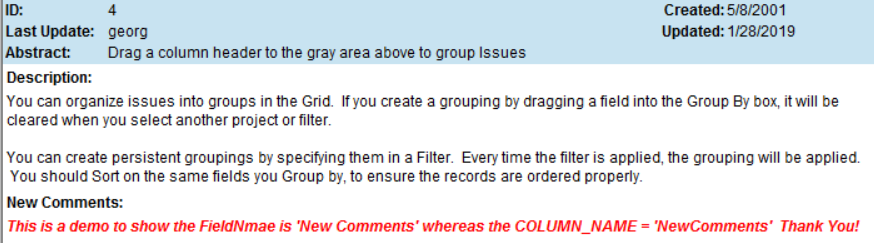 ID: 4 Created: 5/8/2001
Last Update: georg Updated: 1/28/2019
Abstract: Drag a column header to the gray area above to group Issues
Description:
You can organize issues into groups in the Grid.  If you create a grouping by dragging a field into the Group By box, it will be
cleared when you select another project or filter.
You can create persistent groupings by specifying them in a Filter.  Every time the filter is applied, the grouping will be applied.
You should Sort on the same fields you Group by, to ensure the records are ordered properly.
New Comments:
This is a demo to show the FieldNmae is 'New Comments' whereas the COLUMN_NAME = 'NewComments'  Thank You!